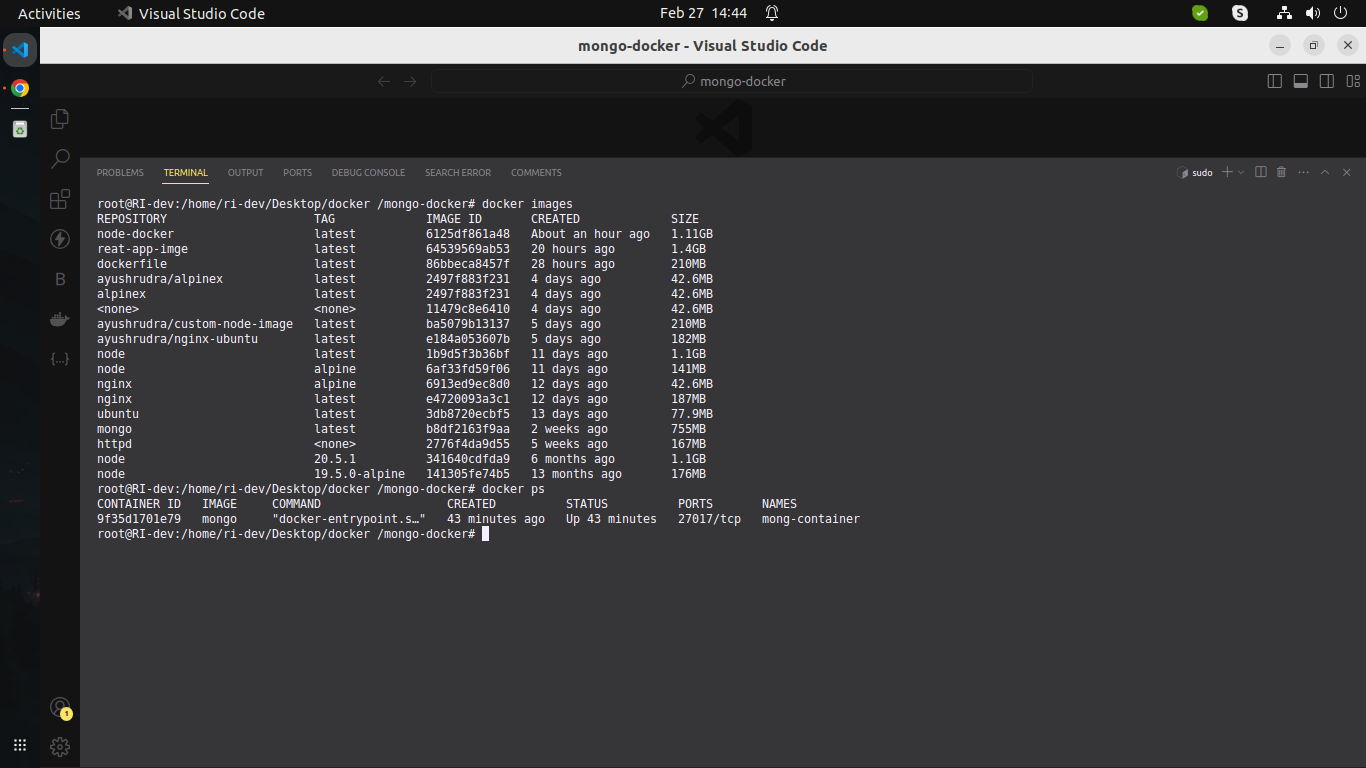 Activities Visual Studio Code Feb 27 14:44
mongo-docker - Visual Studio Code
mongo-docker
PROBLEMS TERMINAL OUTPUT PORTS DEBUG CONSOLE SEARCH ERROR COMMENTS sudo
root@RI-dev:/home/ri-dev/Desktop/docker /mongo-docker# docker images
REPOSITORY TAG IMAGE ID CREATED SIZE
node-docker latest 6125df861a48 About an hour ago 1.11GB
reat-app-imge latest 64539569ab53 20 hours ago 1.4GB
dockerfile latest 86bbeca8457f 28 hours ago 210MB
ayushrudra/alpinex latest 2497f883f231 4 days ago 42.6MB
alpinex latest 2497f883f231 4 days ago 42.6MB
<none> <none> 11479c8e6410 4 days ago 42.6MB
ayushrudra/custom-node-image latest ba5079b13137 5 days ago 210MB
ayushrudra/nginx-ubuntu latest e184a053607b 5 days ago 182MB
node latest 1b9d5f3b36bf 11 days ago 1.1GB
node alpine 6af33fd59f06 11 days ago 141MB
nginx alpine 6913ed9ec8d0 12 days ago 42.6MB
nginx latest e4720093a3c1 12 days ago 187MB
ubuntu latest 3db8720ecbf5 13 days ago 77.9MB
mongo latest b8df2163f9aa 2 weeks ago 755MB
httpd <none> 2776f4da9d55 5 weeks ago 167MB
node 20.5.1 341640cdfda9 6 months ago 1.1GB
node 19.5.0-alpine 141305fe74b5 13 months ago 176MB
root@RI-dev:/home/ri-dev/Desktop/docker /mongo-docker# docker ps
CONTAINER ID IMAGE COMMAND CREATED STATUS PORTS NAMES
9f35d1701e79 mongo "docker-entrypoint.s…" 43 minutes ago Up 43 minutes 27017/tcp mong-container
root@RI-dev:/home/ri-dev/Desktop/docker /mongo-docker#